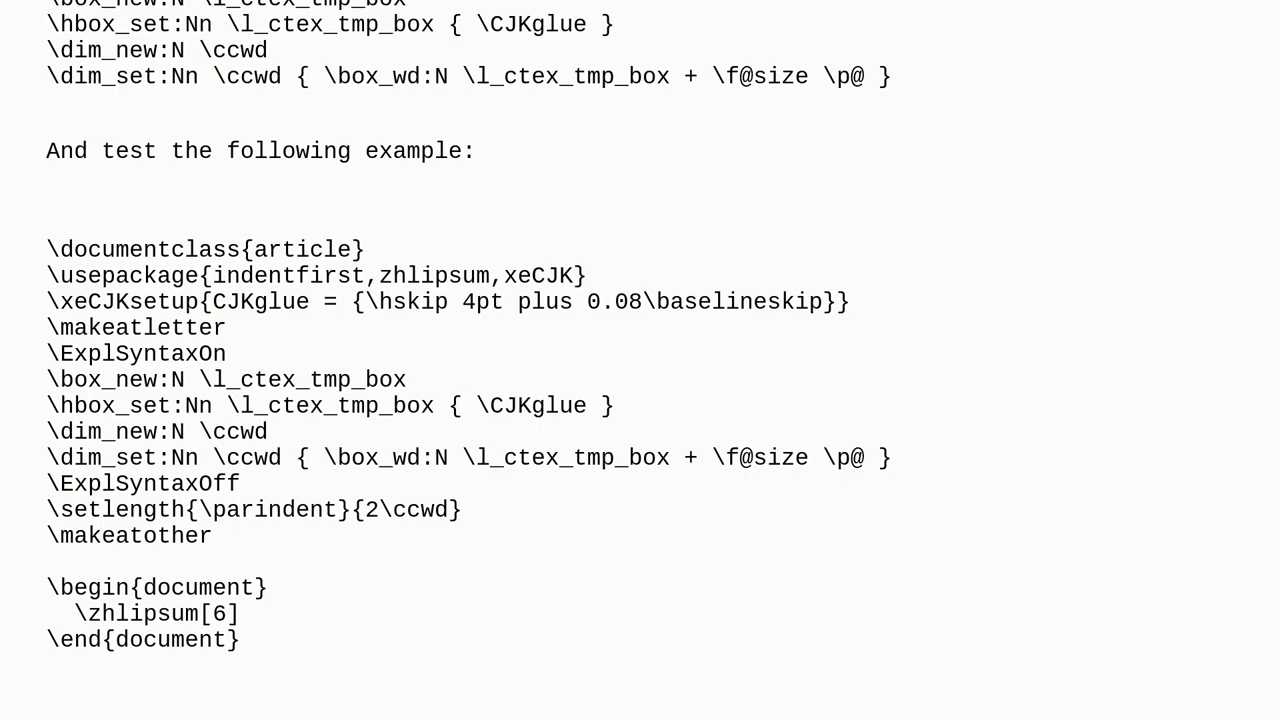 \box_new:N \l_ctex_tmp_box
\hbox_set:Nn \l_ctex_tmp_box { \CJKglue }
\dim_new:N \ccwd
\dim_set:Nn \ccwd { \box_wd:N \l_ctex_tmp_box + \f@size \p@ }
And test the following example:
\documentclass{article}
\usepackage{indentfirst,zhlipsum,xeCJK}
\xeCJKsetup{CJKglue = {\hskip 4pt plus 0.08\baselineskip}}
\makeatletter
\ExplSyntaxOn
\box_new:N \l_ctex_tmp_box
\hbox_set:Nn \l_ctex_tmp_box { \CJKglue }
\dim_new:N \ccwd
\dim_set:Nn \ccwd { \box_wd:N \l_ctex_tmp_box + \f@size \p@ }
\ExplSyntaxOff
\setlength{\parindent}{2\ccwd}
\makeatother
\begin{document}
  \zhlipsum[6]
\end{document}